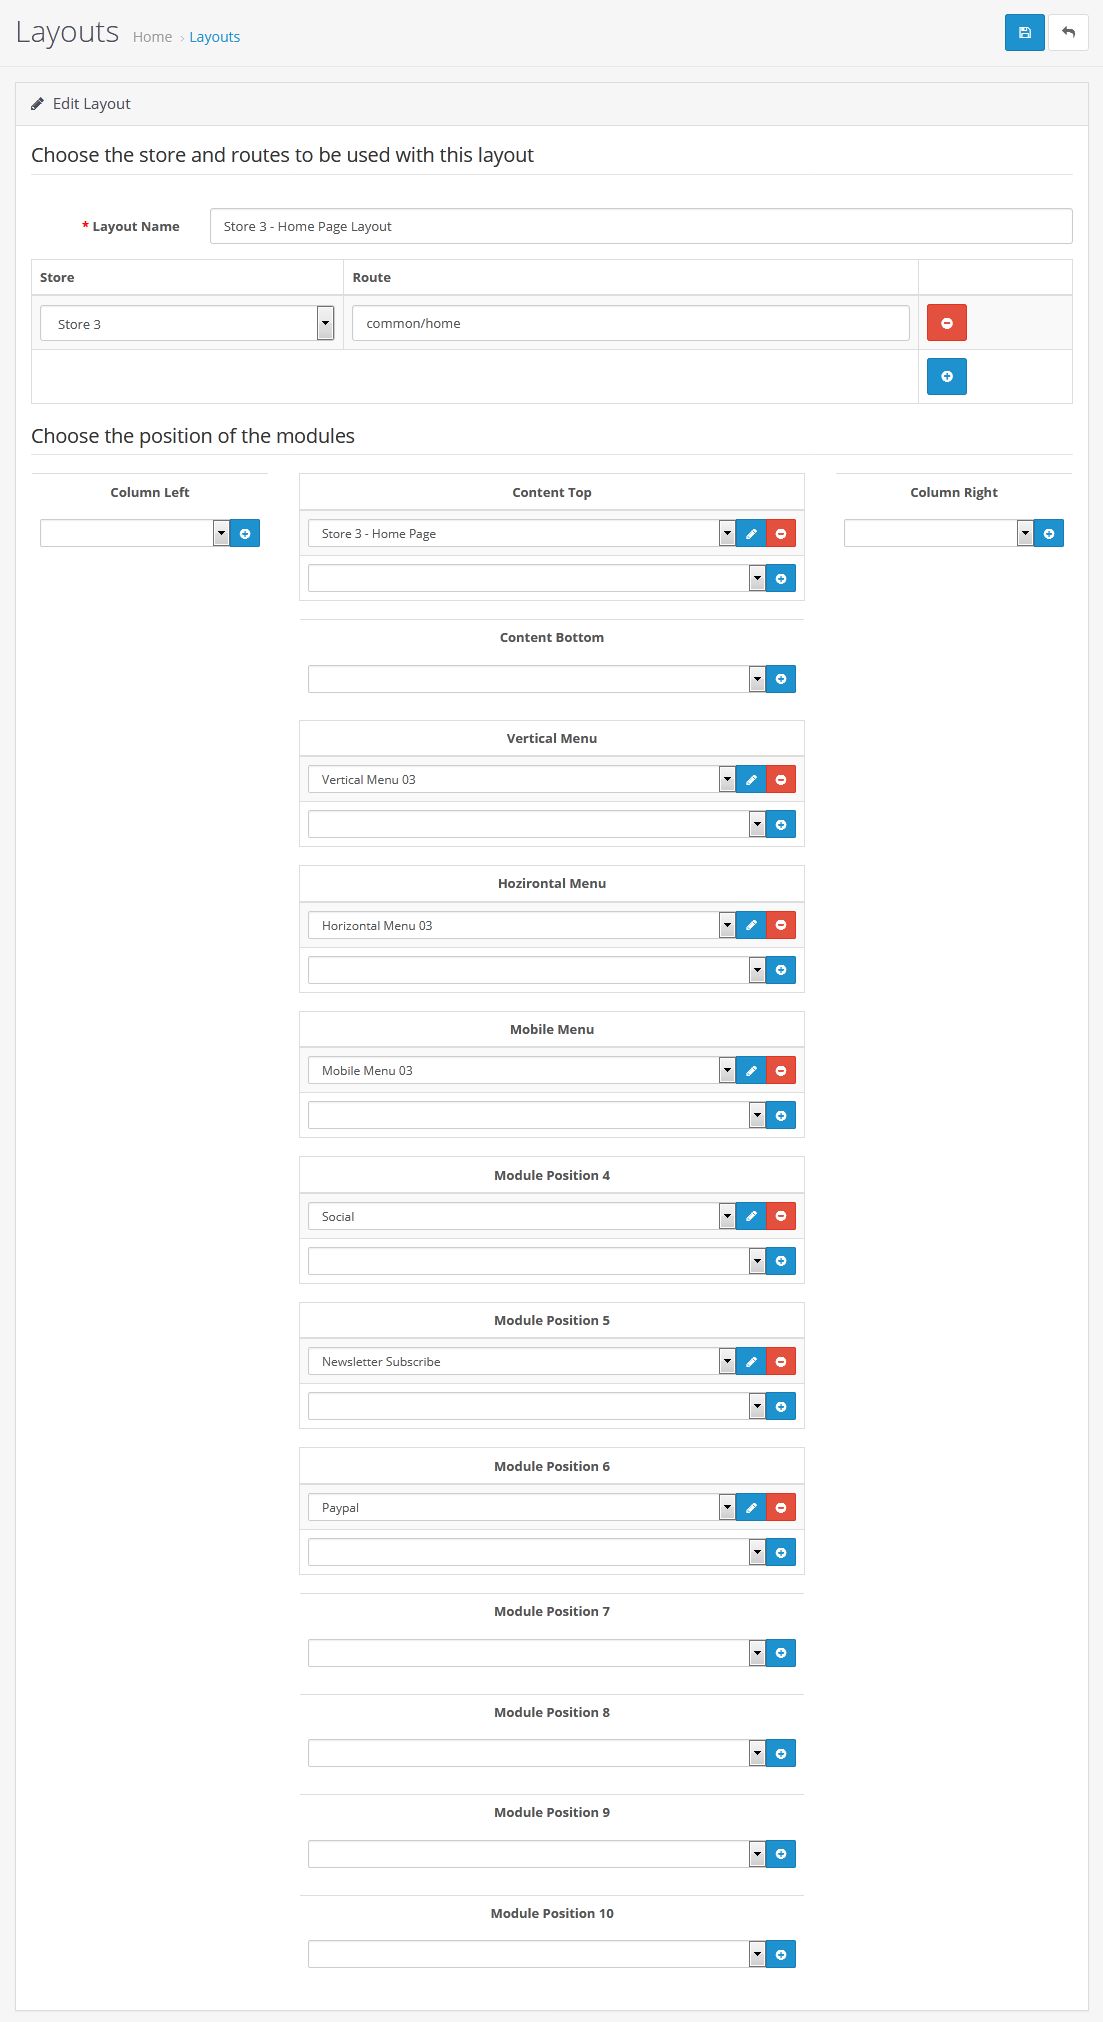 Layouts Home › Layouts
Edit Layout
Choose the store and routes to be used with this layout
* Layout Name Store 3 - Home Page Layout
Store Route
Store 3 common/home
Choose the position of the modules
Column Left Content Top Column Right
Store 3 - Home Page
Content Bottom
Vertical Menu
Vertical Menu 03
Hozirontal Menu
Horizontal Menu 03
Mobile Menu
Mobile Menu 03
Module Position 4
Social
Module Position 5
Newsletter Subscribe
Module Position 6
Paypal
Module Position 7
Module Position 8
Module Position 9
Module Position 10